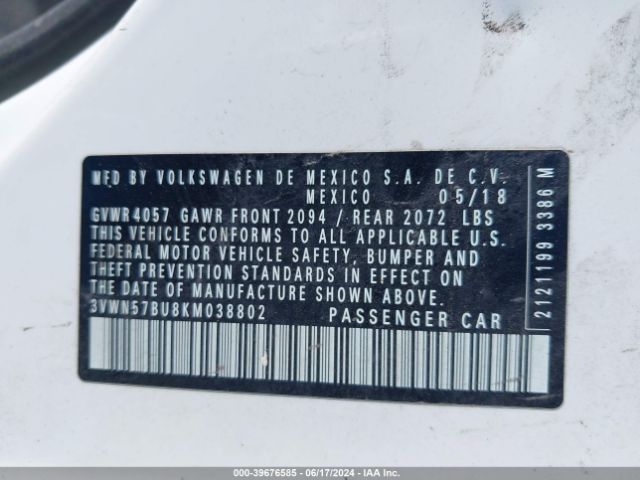 MFD BY VOLKSWAGEN DE MEXICO S.A. DE C.V.
MEXICO 05/18
GVWR 4057 GAWR FRONT 2094 / REAR 2072 LBS
THIS VEHICLE CONFORMS TO ALL APPLICABLE U.S.
FEDERAL MOTOR VEHICLE SAFETY, BUMPER AND
THEFT PREVENTION STANDARDS IN EFFECT ON
THE DATE OF MANUFACTURE SHOWN ABOVE.
3VWN57BU8KM038802 PASSENGER CAR
2121199 3386 M
000-39676585 - 06/17/2024 - IAAI.COM